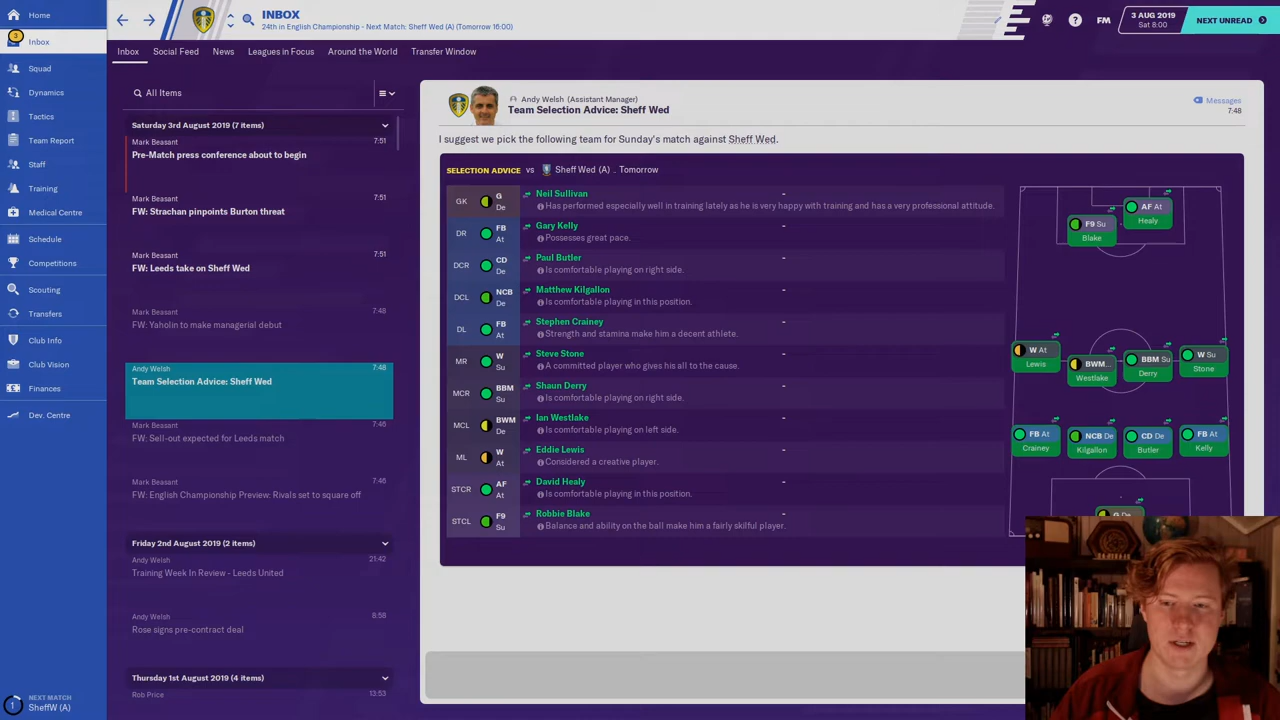 Home
3
Inbox
Squad
Dynamics
Tactics
Team Report
Staff
Training
Medical Centre
Schedule
Competitions
Scouting
Transfers
Club Info
Club Vision
Finances
Dev. Centre
1
NEXT MATCH
SheffW (A)
INBOX
24th in English Championship - Next Match: Sheff Wed (A) (Tomorrow 16:00)
?
FM
3 AUG 2019
Sat 8:00
NEXT UNREAD
Inbox
Social Feed
News
Leagues in Focus
Around the World
Transfer Window
All Items
Saturday 3rd August 2019 (7 items)
Mark Beasant 7:51
Pre-Match press conference about to begin
Mark Beasant 7:51
FW: Strachan pinpoints Burton threat
Mark Beasant 7:51
FW: Leeds take on Sheff Wed
Mark Beasant 7:48
FW: Yaholin to make managerial debut
Andy Welsh 7:48
Team Selection Advice: Sheff Wed
Mark Beasant 7:46
FW: Sell-out expected for Leeds match
Mark Beasant 7:46
FW: English Championship Preview: Rivals set to square off
Friday 2nd August 2019 (2 items)
Andy Welsh 21:42
Training Week In Review - Leeds United
Andy Welsh 8:58
Rose signs pre-contract deal
Thursday 1st August 2019 (4 items)
Rob Price 13:53
Andy Welsh (Assistant Manager)
Team Selection Advice: Sheff Wed
Messages
7:48
I suggest we pick the following team for Sunday's match against Sheff Wed.
SELECTION ADVICE vs Sheff Wed (A) . Tomorrow
GK G De Neil Sullivan -
Has performed especially well in training lately as he is very happy with training and has a very professional attitude.
DR FB At Gary Kelly -
Possesses great pace.
DCR CD De Paul Butler -
Is comfortable playing on right side.
DCL NCB De Matthew Kilgallon -
Is comfortable playing in this position.
DL FB At Stephen Crainey -
Strength and stamina make him a decent athlete.
MR W Su Steve Stone -
A committed player who gives his all to the cause.
MCR BBM Su Shaun Derry -
Is comfortable playing on right side.
MCL BWM De Ian Westlake -
Is comfortable playing on left side.
ML W At Eddie Lewis -
Considered a creative player.
STCR AF At David Healy -
Is comfortable playing in this position.
STCL F9 Su Robbie Blake -
Balance and ability on the ball make him a fairly skilful player.
AF At
Healy
F9 Su
Blake
W At
Lewis
BWM...
Westlake
BBM Su
Derry
W Su
Stone
FB At
Crainey
NCB De
Kilgallon
CD De
Butler
FB At
Kelly
G De